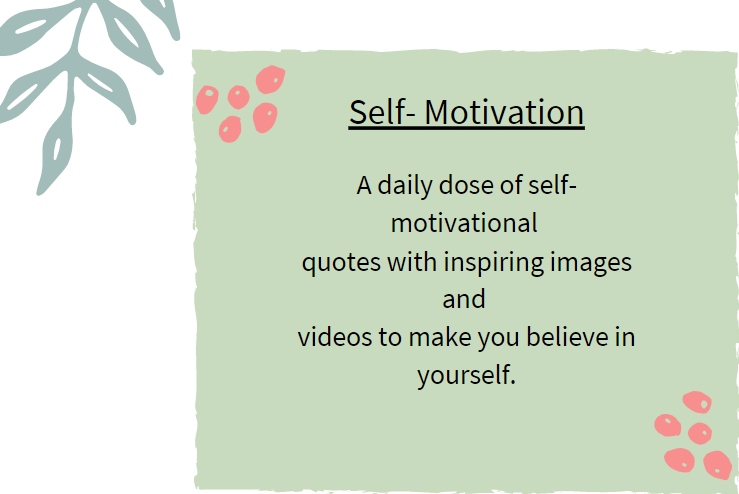 Self- Motivation
A daily dose of self-
motivational
quotes with inspiring images
and
videos to make you believe in
yourself.